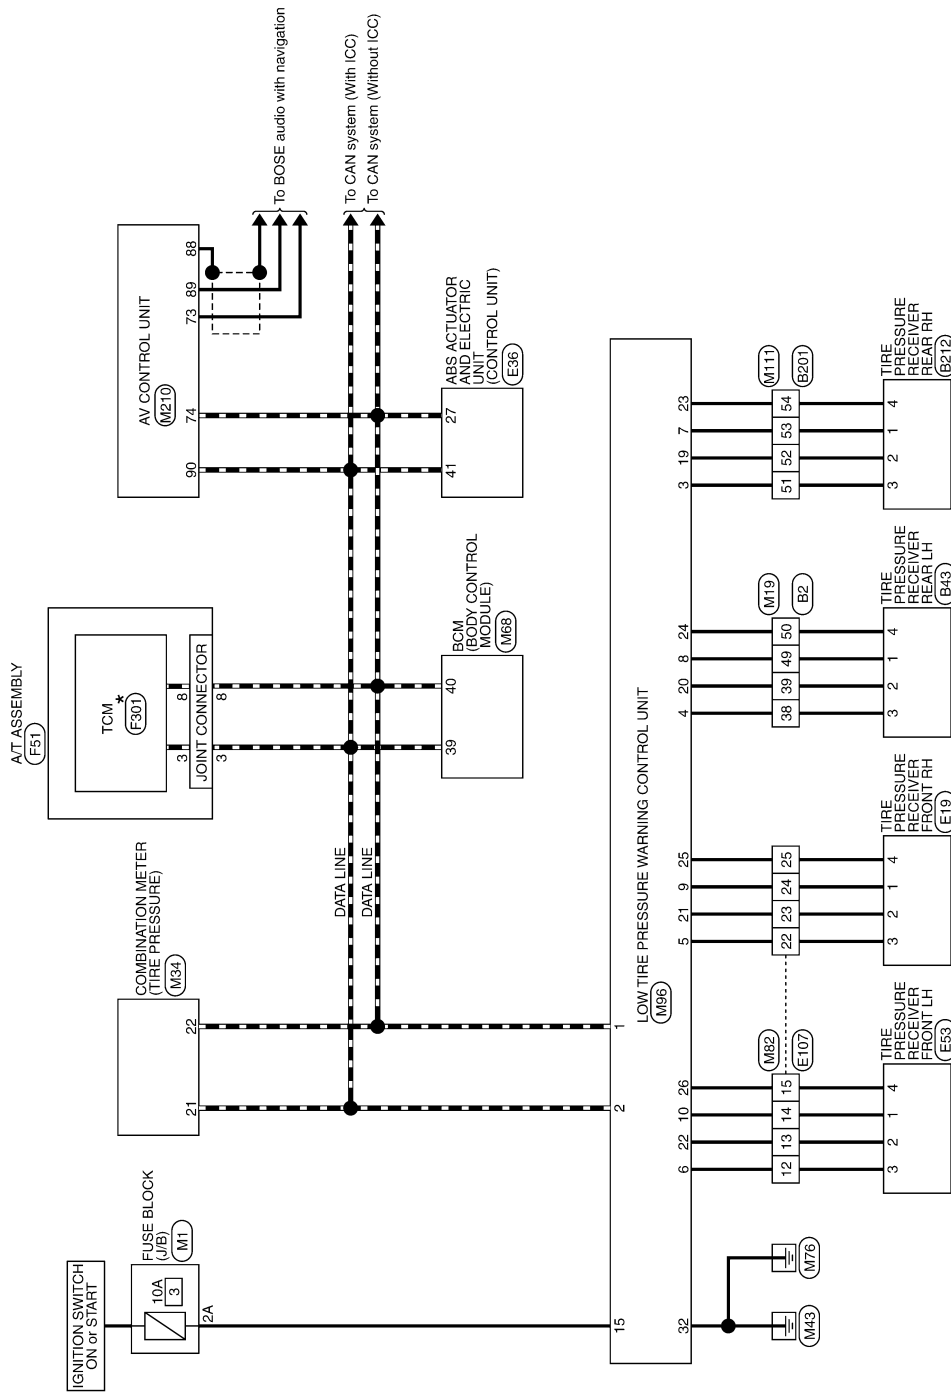 IGNITION SWITCH
ON or START
FUSE BLOCK
(J/B)
M1
10A
3
2A
COMBINATION METER
(TIRE PRESSURE)
M34
21
22
A/T ASSEMBLY
F51
TCM
*
F301
3
8
JOINT CONNECTOR
3
8
AV CONTROL UNIT
M210
90
74
73
89
88
To BOSE audio with navigation
DATA LINE
DATA LINE
To CAN system (With ICC)
To CAN system (Without ICC)
BCM
(BODY CONTROL
MODULE)
M68
39
40
ABS ACTUATOR
AND ELECTRIC
UNIT
(CONTROL UNIT)
E36
41
27
15
2
1
LOW TIRE PRESSURE WARNING CONTROL UNIT
M96
32
6
22
10
26
5
21
9
25
4
20
8
24
3
19
7
23
M43
M76
12
13
14
15
M82
E107
22
23
24
25
38
39
49
50
M19
B2
51
52
53
54
M111
B201
3
2
1
4
TIRE
PRESSURE
RECEIVER
FRONT LH
E53
3
2
1
4
TIRE
PRESSURE
RECEIVER
FRONT RH
E19
3
2
1
4
TIRE
PRESSURE
RECEIVER
REAR LH
B43
3
2
1
4
TIRE
PRESSURE
RECEIVER
REAR RH
B212